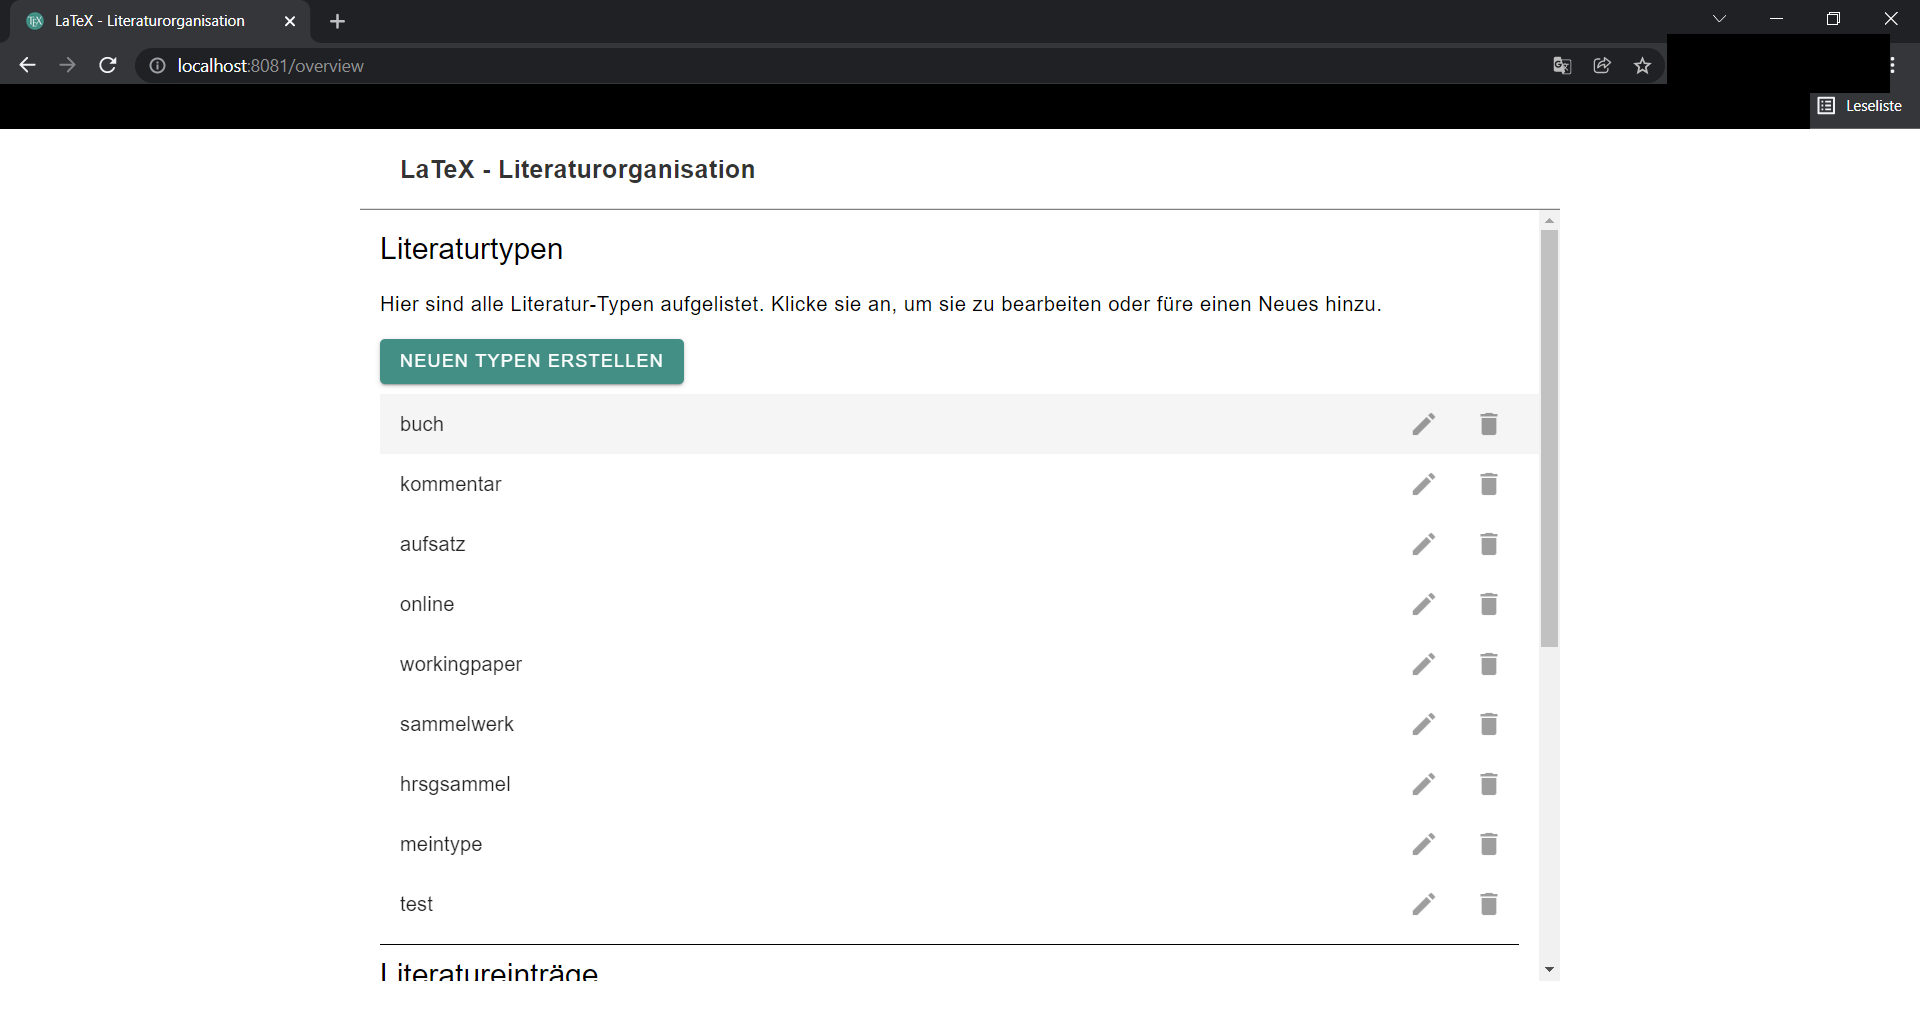 LaTeX - Literaturorganisation
localhost:8081/overview
Leseliste
LaTeX - Literaturorganisation
Literaturtypen
Hier sind alle Literatur-Typen aufgelistet. Klicke sie an, um sie zu bearbeiten oder füre einen Neues hinzu.
NEUEN TYPEN ERSTELLEN
buch
kommentar
aufsatz
online
workingpaper
sammelwerk
hrsgsammel
meintype
test
Literatureinträge